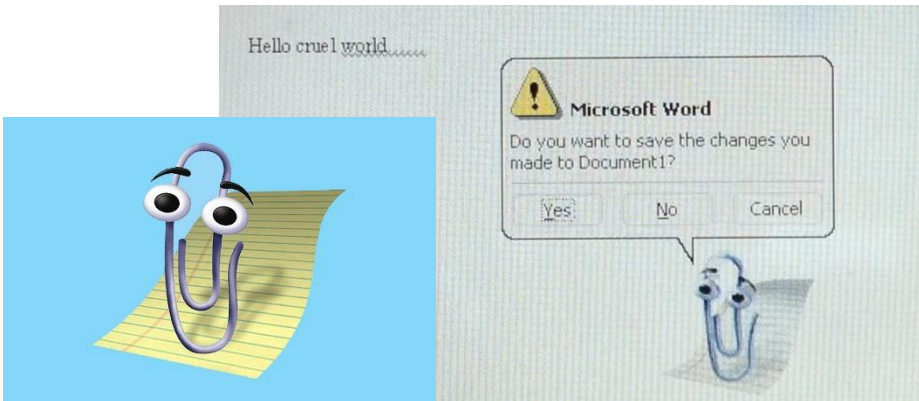 Hello cruel world......
Microsoft Word
Do you want to save the changes you
made to Document1?
Yes
No
Cancel